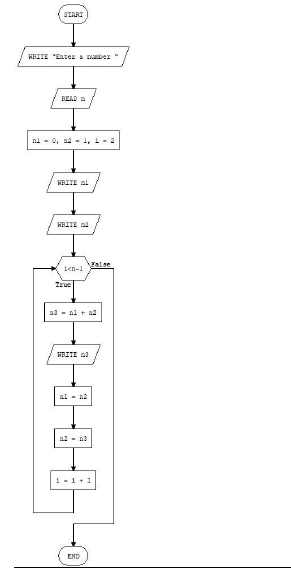 START
WRITE "Enter a number "
READ n
n1 = 0, n2 = 1, i = 2
WRITE n1
WRITE n2
i<n-1
False
True
n3 = n1 + n2
WRITE n3
n1 = n2
n2 = n3
i = i + 1
END